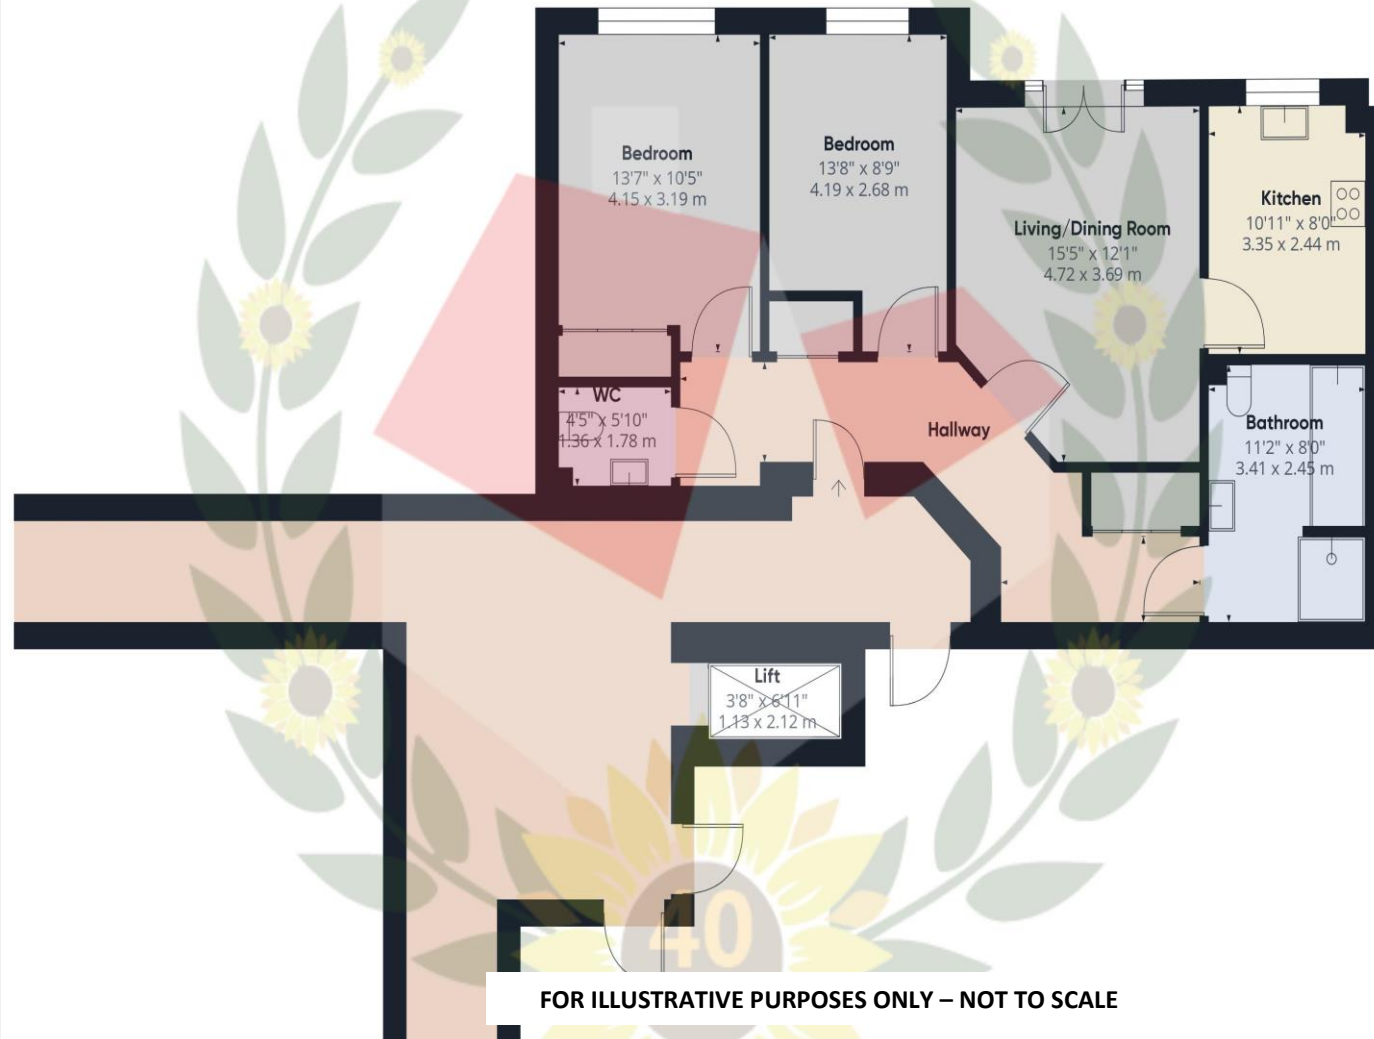 Bedroom
13'7" x 10'5"
4.15 x 3.19 m
Bedroom
13'8" x 8'9"
4.19 x 2.68 m
Living/Dining Room
15'5" x 12'1"
4.72 x 3.69 m
Kitchen
10'11" x 8'0"
3.35 x 2.44 m
WC
4'5" x 5'10"
1.36 x 1.78 m
Hallway
Bathroom
11'2" x 8'0"
3.41 x 2.45 m
Lift
3'8" x 6'11"
1.13 x 2.12 m
40
FOR ILLUSTRATIVE PURPOSES ONLY – NOT TO SCALE